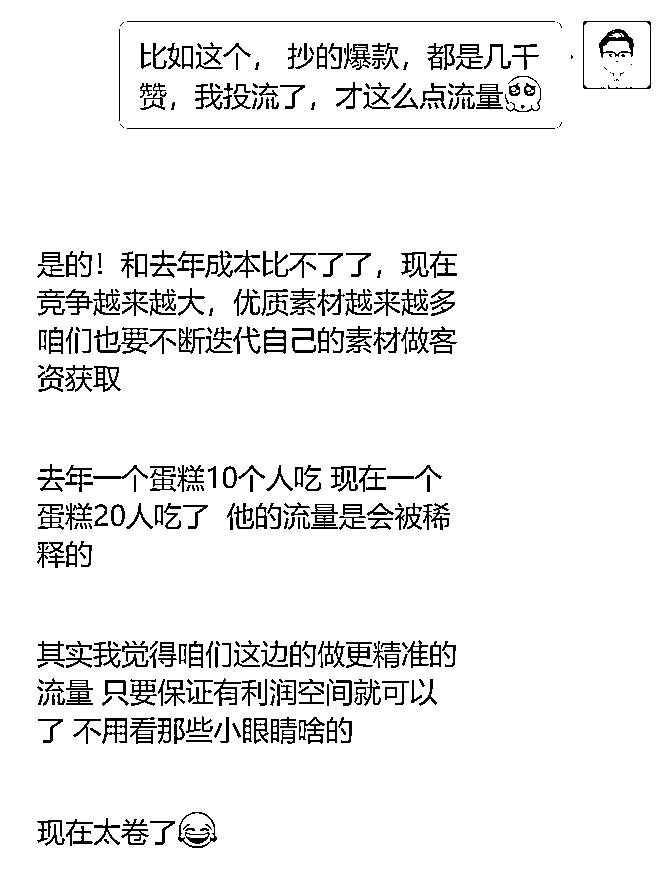 比如这个， 抄的爆款，都是几千
赞，我投流了，才这么点流量
是的！和去年成本比不了了，现在
竞争越来越大，优质素材越来越多
咱们也要不断迭代自己的素材做客
资获取
去年一个蛋糕10个人吃 现在一个
蛋糕20人吃了  他的流量是会被稀
释的
其实我觉得咱们这边的做更精准的
流量 只要保证有利润空间就可以
了 不用看那些小眼睛啥的
现在太卷了